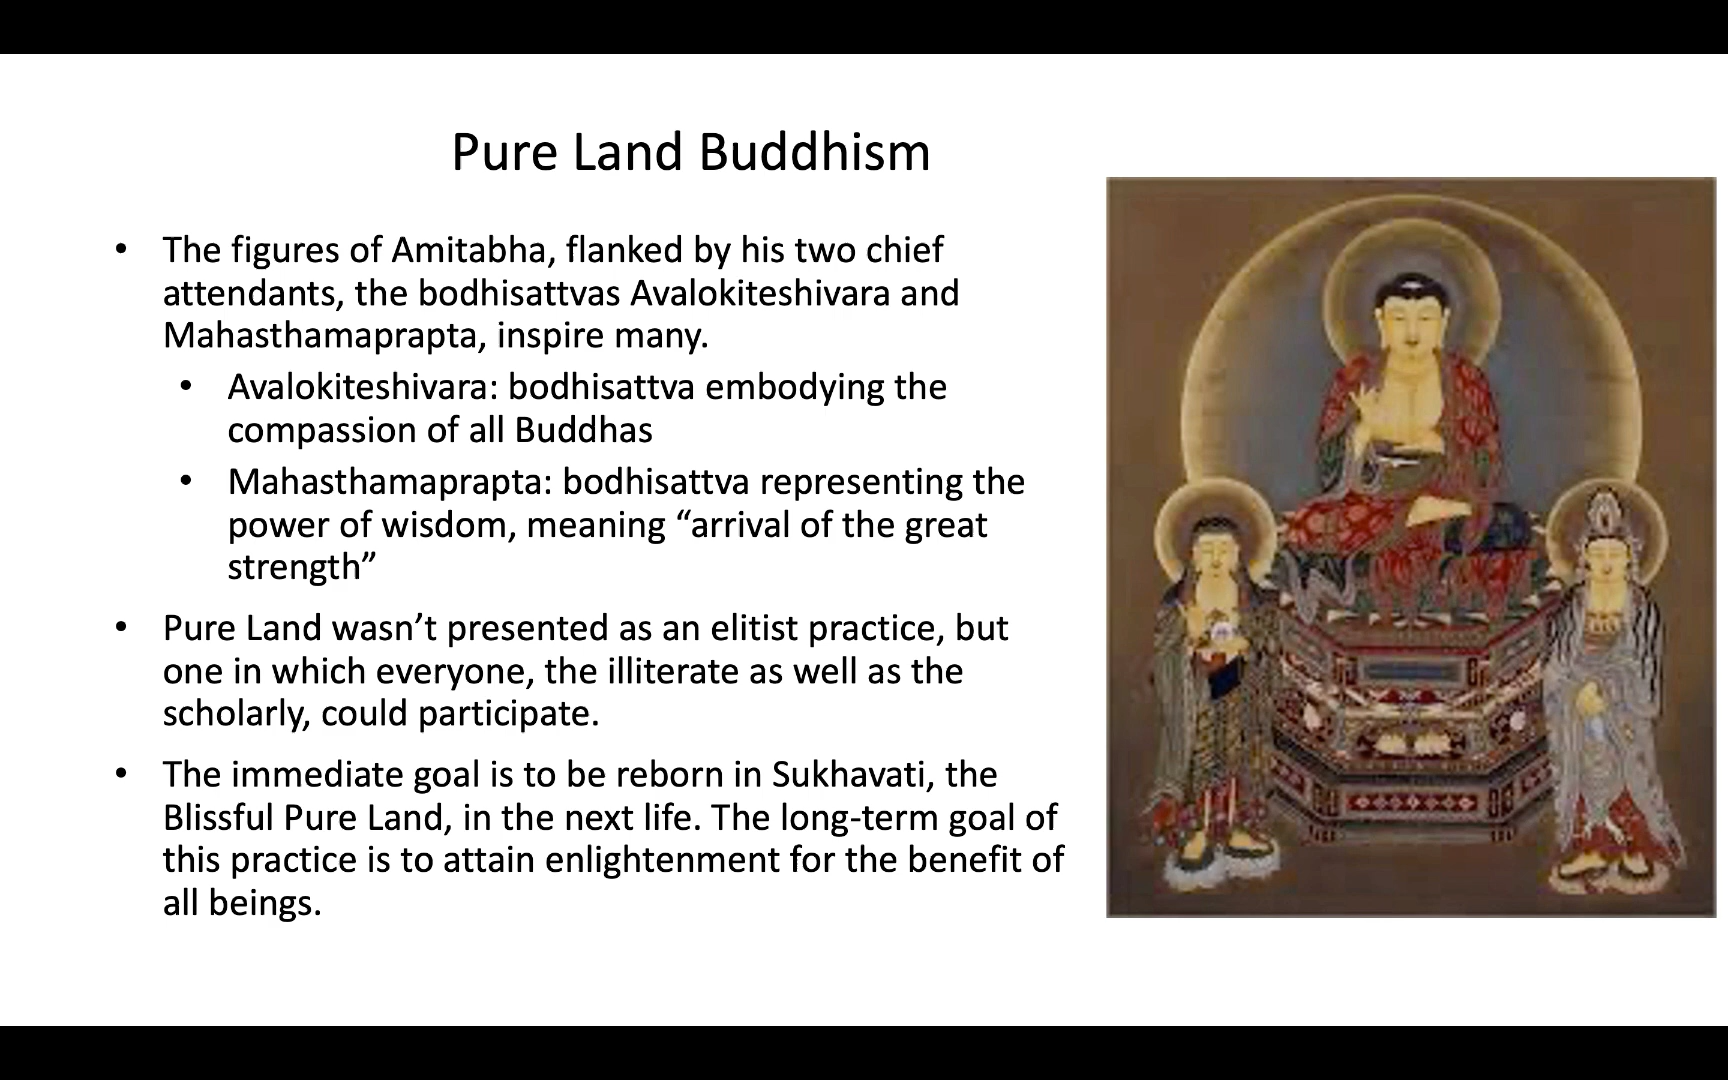 Pure Land Buddhism
• The figures of Amitabha, flanked by his two chief
attendants, the bodhisattvas Avalokiteshivara and
Mahasthamaprapta, inspire many.
• Avalokiteshivara: bodhisattva embodying the
compassion of all Buddhas
• Mahasthamaprapta: bodhisattva representing the
power of wisdom, meaning “arrival of the great
strength”
• Pure Land wasn’t presented as an elitist practice, but
one in which everyone, the illiterate as well as the
scholarly, could participate.
• The immediate goal is to be reborn in Sukhavati, the
Blissful Pure Land, in the next life. The long-term goal of
this practice is to attain enlightenment for the benefit of
all beings.